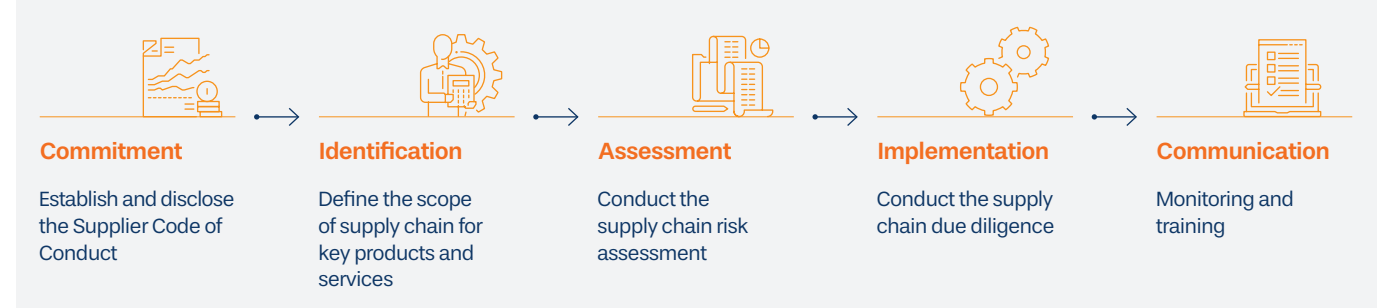 Commitment
Establish and disclose
the Supplier Code of
Conduct
Identification
Define the scope
of supply chain for
key products and
services
Assessment
Conduct the
supply chain risk
assessment
Implementation
Conduct the supply
chain due diligence
Communication
Monitoring and
training